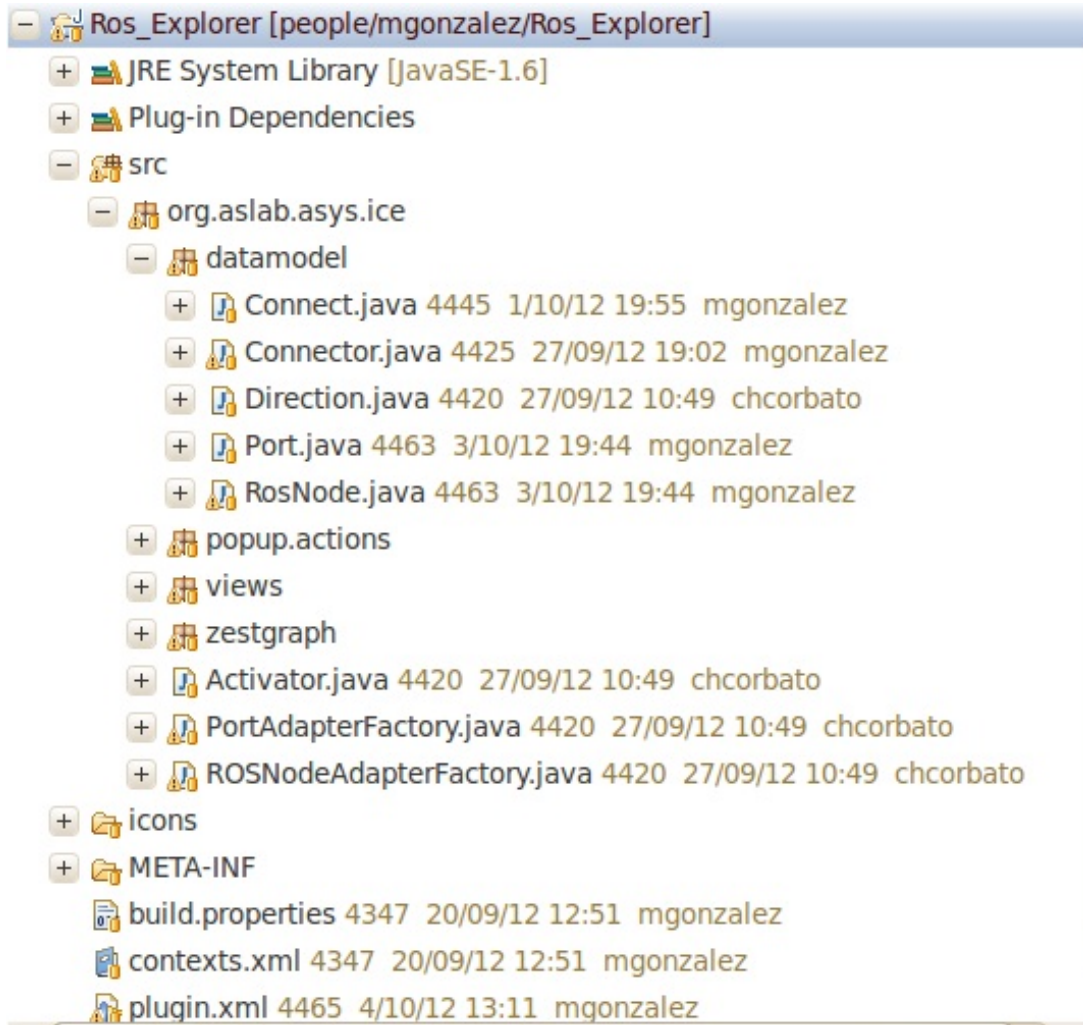 Ros_Explorer [people/mgonzalez/Ros_Explorer]
JRE System Library [JavaSE-1.6]
Plug-in Dependencies
src
org.aslab.asys.ice
datamodel
Connect.java 4445 1/10/12 19:55 mgonzalez
Connector.java 4425 27/09/12 19:02 mgonzalez
Direction.java 4420 27/09/12 10:49 chcorbato
Port.java 4463 3/10/12 19:44 mgonzalez
RosNode.java 4463 3/10/12 19:44 mgonzalez
popup.actions
views
zestgraph
Activator.java 4420 27/09/12 10:49 chcorbato
PortAdapterFactory.java 4420 27/09/12 10:49 chcorbato
ROSNodeAdapterFactory.java 4420 27/09/12 10:49 chcorbato
icons
META-INF
build.properties 4347 20/09/12 12:51 mgonzalez
contexts.xml 4347 20/09/12 12:51 mgonzalez
plugin.xml 4465 4/10/12 13:11 mgonzalez